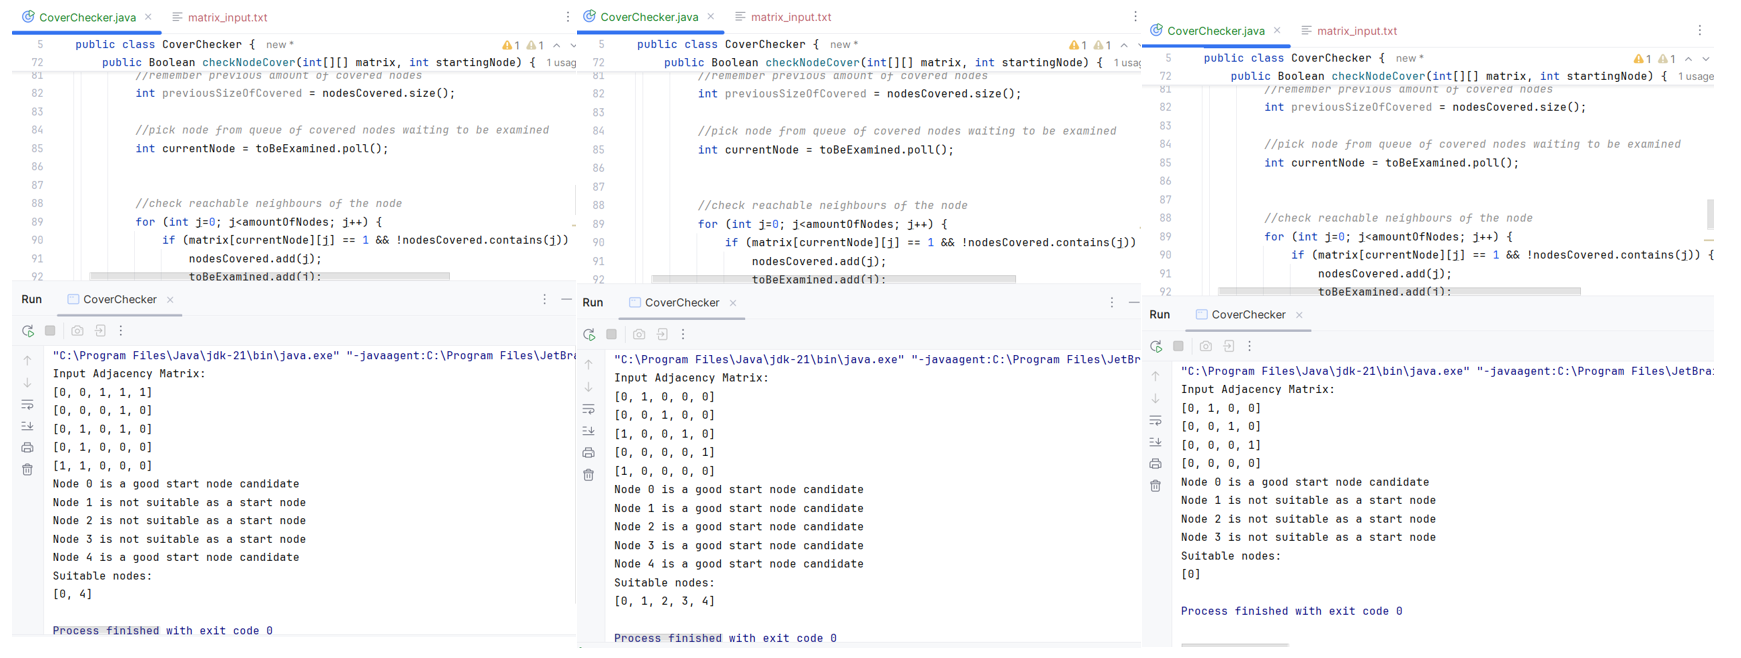 CoverChecker.java
matrix_input.txt
5 public class CoverChecker { new *
1 1
72 public Boolean checkNodeCover(int[][] matrix, int startingNode) { 1 usag
81 //remember previous amount of covered nodes
82 int previousSizeOfCovered = nodesCovered.size();
83
84 //pick node from queue of covered nodes waiting to be examined
85 int currentNode = toBeExamined.poll();
86
87
88 //check reachable neighbours of the node
89 for (int j=0; j<amountOfNodes; j++) {
90 if (matrix[currentNode][j] == 1 && !nodesCovered.contains(j))
91 nodesCovered.add(j);
92 toBeExamined.add(j);
Run CoverChecker
"C:\Program Files\Java\jdk-21\bin\java.exe" "-javaagent:C:\Program Files\JetBra
Input Adjacency Matrix:
[0, 0, 1, 1, 1]
[0, 0, 0, 1, 0]
[0, 1, 0, 1, 0]
[0, 1, 0, 0, 0]
[1, 1, 0, 0, 0]
Node 0 is a good start node candidate
Node 1 is not suitable as a start node
Node 2 is not suitable as a start node
Node 3 is not suitable as a start node
Node 4 is a good start node candidate
Suitable nodes:
[0, 4]
Process finished with exit code 0
CoverChecker.java
matrix_input.txt
5 public class CoverChecker { new *
1 1
72 public Boolean checkNodeCover(int[][] matrix, int startingNode) { 1 usag
81 //remember previous amount of covered nodes
82 int previousSizeOfCovered = nodesCovered.size();
83
84 //pick node from queue of covered nodes waiting to be examined
85 int currentNode = toBeExamined.poll();
86
87
88 //check reachable neighbours of the node
89 for (int j=0; j<amountOfNodes; j++) {
90 if (matrix[currentNode][j] == 1 && !nodesCovered.contains(j))
91 nodesCovered.add(j);
92 toBeExamined.add(j);
Run CoverChecker
"C:\Program Files\Java\jdk-21\bin\java.exe" "-javaagent:C:\Program Files\JetBr
Input Adjacency Matrix:
[0, 1, 0, 0, 0]
[0, 0, 1, 0, 0]
[1, 0, 0, 1, 0]
[0, 0, 0, 0, 1]
[1, 0, 0, 0, 0]
Node 0 is a good start node candidate
Node 1 is a good start node candidate
Node 2 is a good start node candidate
Node 3 is a good start node candidate
Node 4 is a good start node candidate
Suitable nodes:
[0, 1, 2, 3, 4]
Process finished with exit code 0
CoverChecker.java
matrix_input.txt
5 public class CoverChecker { new *
1 1
72 public Boolean checkNodeCover(int[][] matrix, int startingNode) { 1 usage
81 //remember previous amount of covered nodes
82 int previousSizeOfCovered = nodesCovered.size();
83
84 //pick node from queue of covered nodes waiting to be examined
85 int currentNode = toBeExamined.poll();
86
87
88 //check reachable neighbours of the node
89 for (int j=0; j<amountOfNodes; j++) {
90 if (matrix[currentNode][j] == 1 && !nodesCovered.contains(j)) {
91 nodesCovered.add(j);
92 toBeExamined.add(j);
Run CoverChecker
"C:\Program Files\Java\jdk-21\bin\java.exe" "-javaagent:C:\Program Files\JetBra
Input Adjacency Matrix:
[0, 1, 0, 0]
[0, 0, 1, 0]
[0, 0, 0, 1]
[0, 0, 0, 0]
Node 0 is a good start node candidate
Node 1 is not suitable as a start node
Node 2 is not suitable as a start node
Node 3 is not suitable as a start node
Suitable nodes:
[0]
Process finished with exit code 0